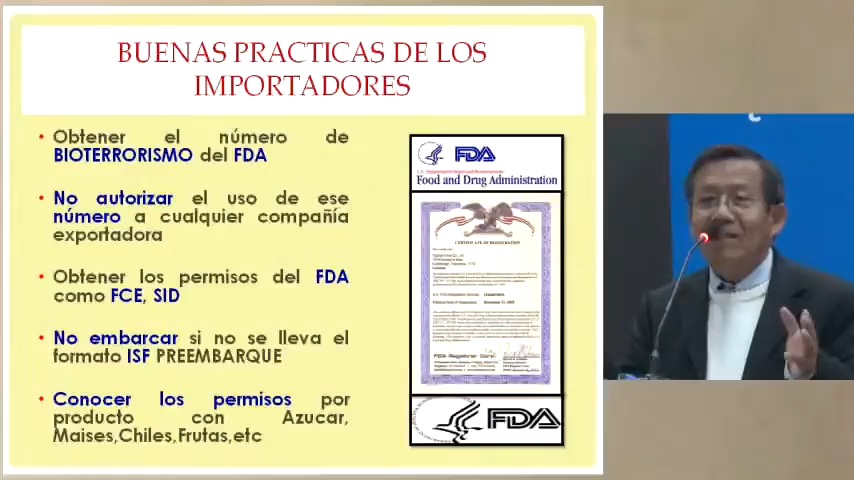 BUENAS PRACTICAS DE LOS
IMPORTADORES
• Obtener el número de
BIOTERRORISMO del FDA
• No autorizar el uso de ese
número a cualquier compañía
exportadora
• Obtener los permisos del FDA
como FCE, SID
• No embarcar si no se lleva el
formato ISF PREEMBARQUE
• Conocer los permisos por
producto con Azucar,
Maises,Chiles,Frutas,etc
FDA
Food and Drug Administration
CERTIFICATE OF REGISTRATION
FDA Registrar Corp.
FDA